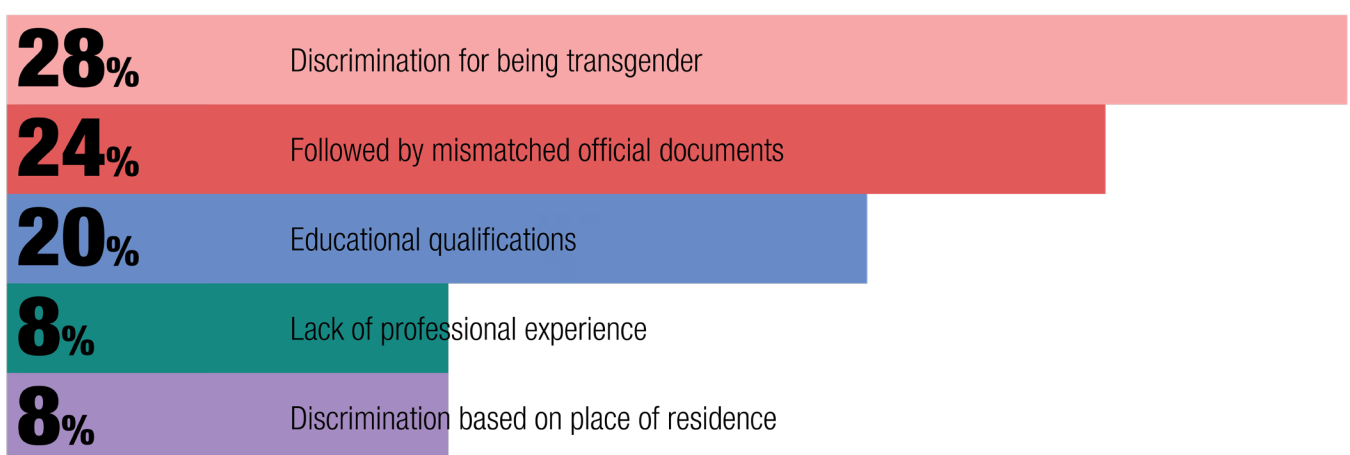 28% Discrimination for being transgender
24% Followed by mismatched official documents
20% Educational qualifications
8% Lack of professional experience
8% Discrimination based on place of residence